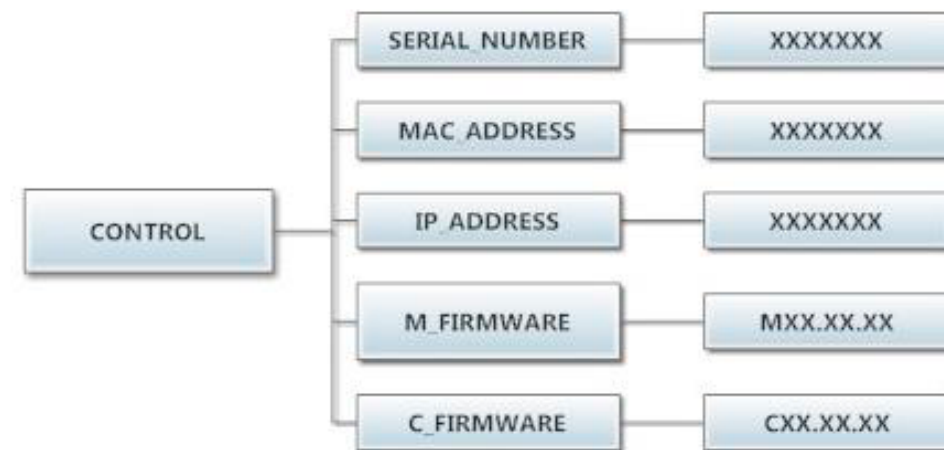 SERIAL_NUMBER XXXXXXX
MAC_ADDRESS XXXXXXX
CONTROL
IP_ADDRESS XXXXXXX
M_FIRMWARE MXX.XX.XX
C_FIRMWARE CXX.XX.XX